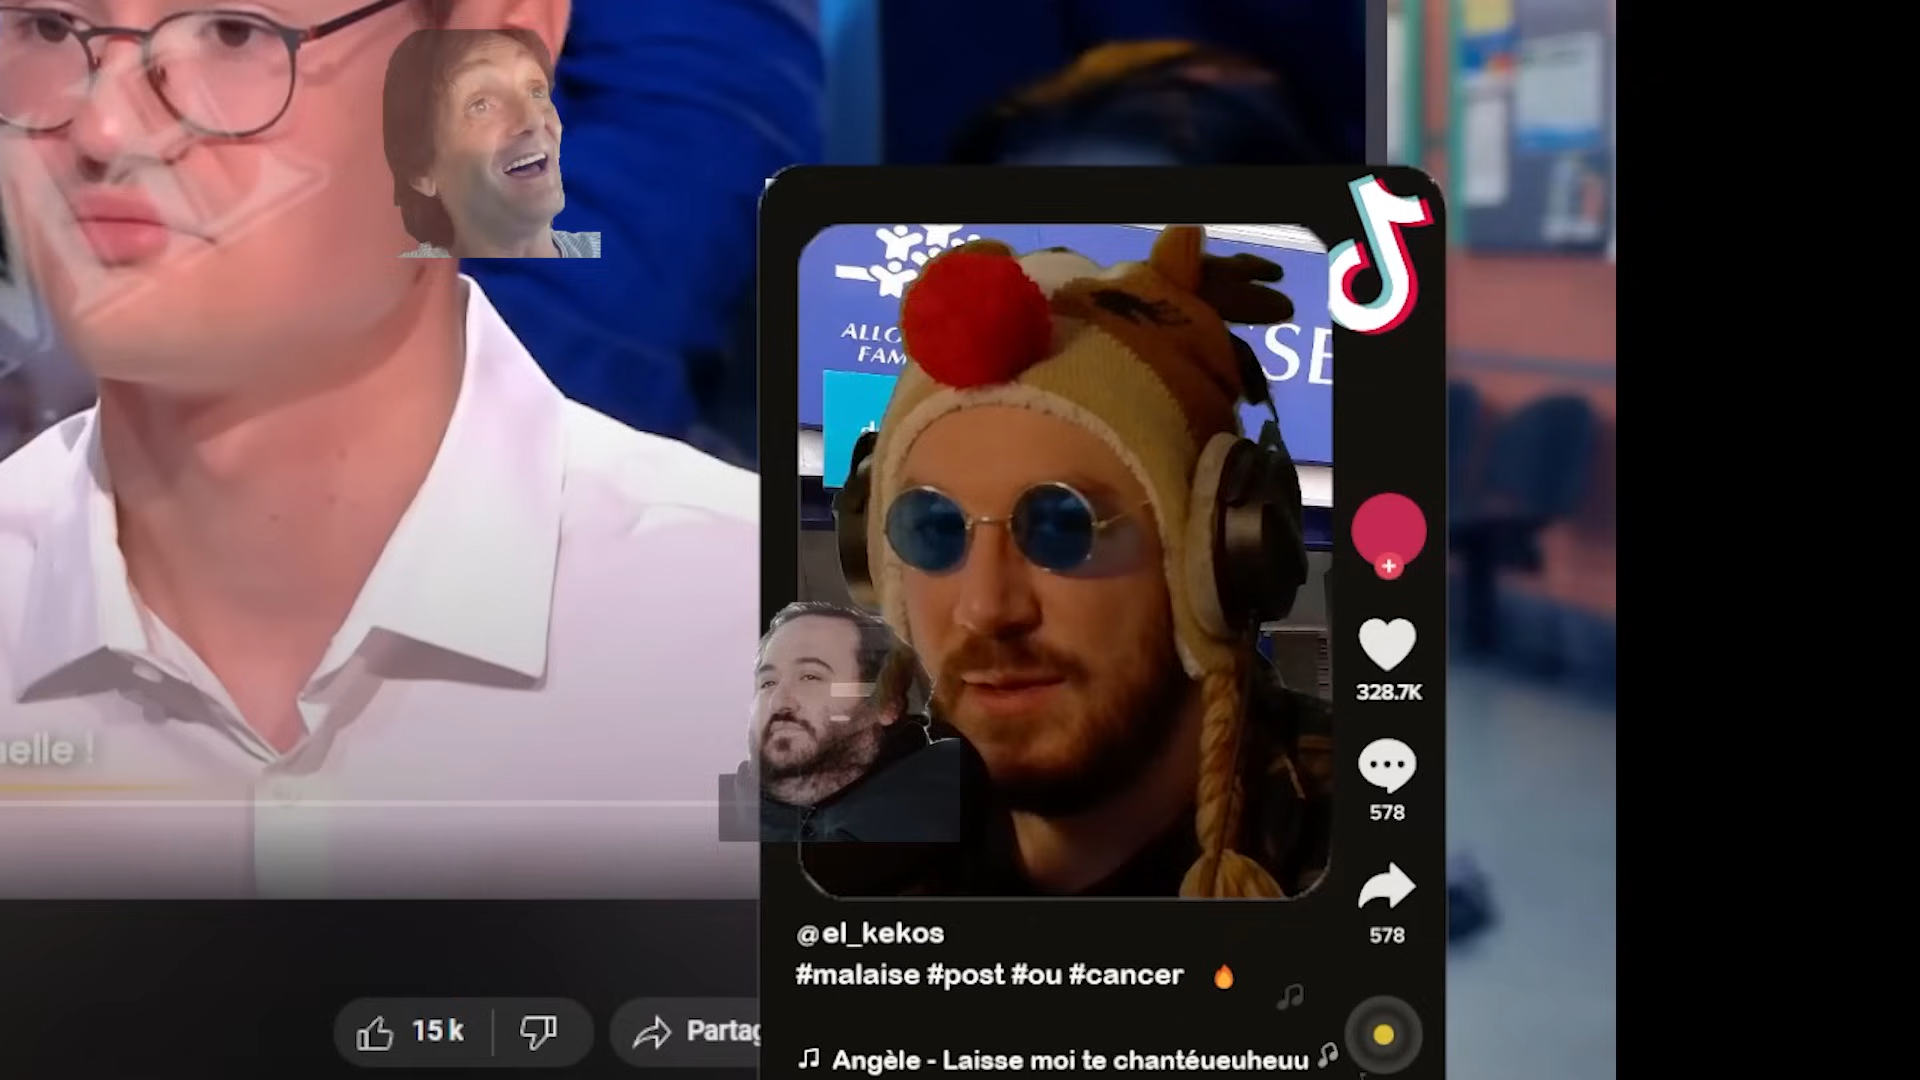 ALLO
FAM
SE
elle !
328.7K
578
578
@el_kekos
#malaise #post #ou #cancer
15 k
Partag
Angèle - Laisse moi te chantéueuheuu